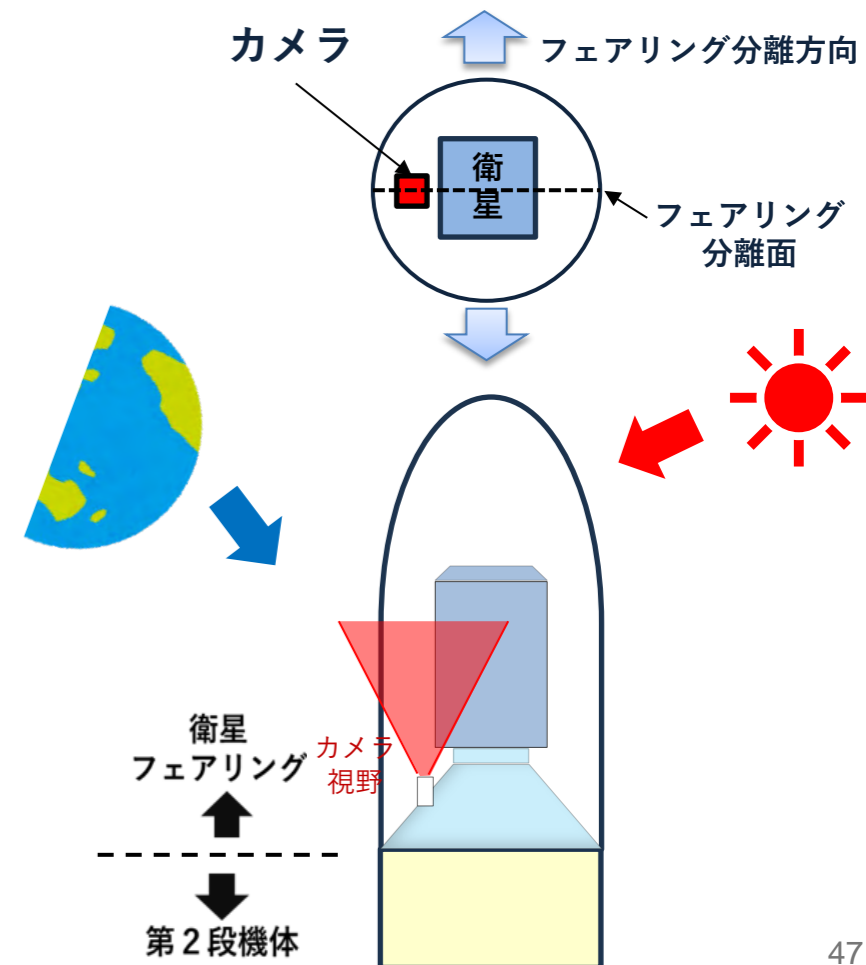 カメラ
フェアリング分離方向
衛
星
フェアリング
分離面
衛星
フェアリング
カメラ
視野
第２段機体
47